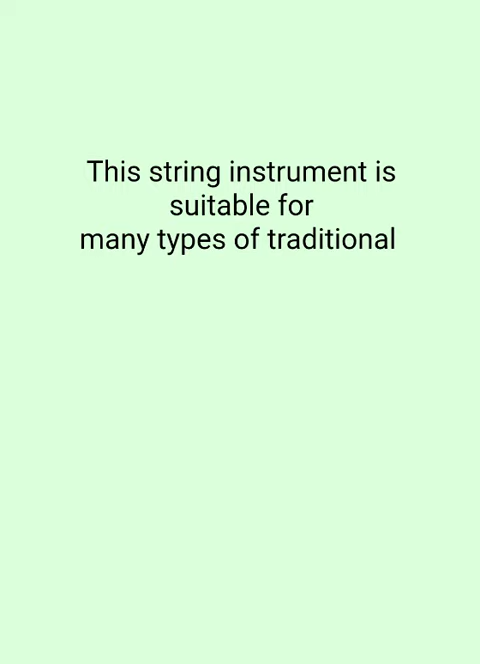 This string instrument is
suitable for
many types of traditional